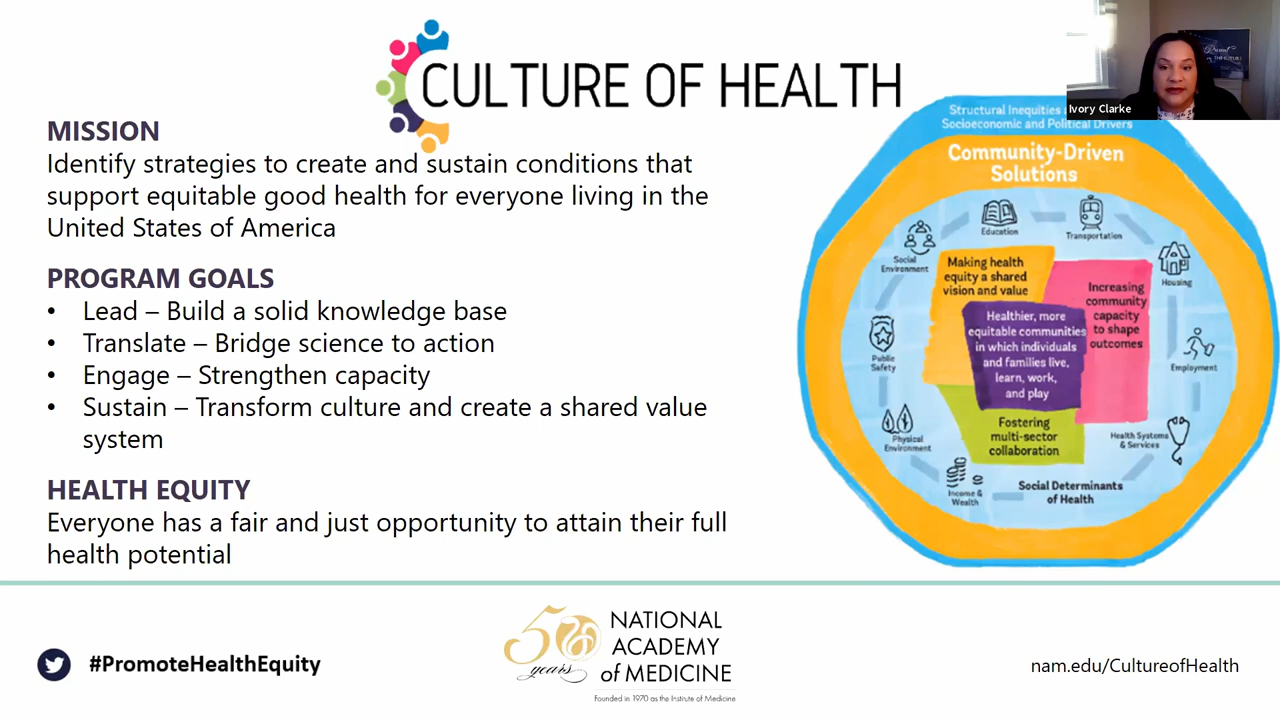 CULTURE OF HEALTH
Ivory Clarke
MISSION
Identify strategies to create and sustain conditions that
support equitable good health for everyone living in the
United States of America
PROGRAM GOALS
• Lead – Build a solid knowledge base
• Translate – Bridge science to action
• Engage – Strengthen capacity
• Sustain – Transform culture and create a shared value
system
HEALTH EQUITY
Everyone has a fair and just opportunity to attain their full
health potential
Structural Inequities
Socioeconomic and Political Drivers
Community-Driven
Solutions
Education
Transportation
Social
Environment
Housing
Making health
equity a shared
vision and value
Increasing
community
capacity
to shape
outcomes
Healthier, more
equitable communities
in which individuals
and families live,
learn, work,
and play
Public
Safety
Employment
Physical
Environment
Fostering
multi-sector
collaboration
Health Systems
& Services
Income &
Wealth
Social Determinants
of Health
#PromoteHealthEquity
50 years
NATIONAL
ACADEMY
of MEDICINE
Founded in 1970 as the Institute of Medicine
nam.edu/CultureofHealth